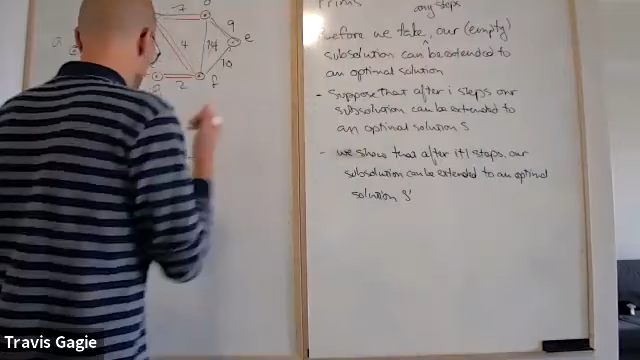 7
9
e
4
14
10
a
2
f
Prims
any steps
Before we take, our (empty)
subsolution can be extended to
an optimal solution
- Suppose that after i steps our
subsolution can be extended to
an optimal solution S
- we show that after i+1 steps, our
subsolution can be extended to an optimal
solution S'
Travis Gagie